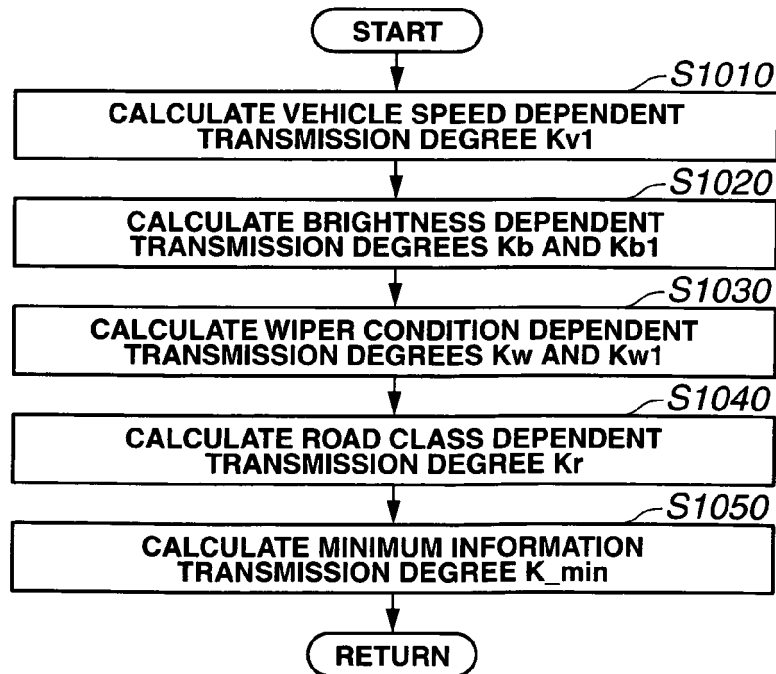 START
S1010
CALCULATE VEHICLE SPEED DEPENDENT
TRANSMISSION DEGREE Kv1
S1020
CALCULATE BRIGHTNESS DEPENDENT
TRANSMISSION DEGREES Kb AND Kb1
S1030
CALCULATE WIPER CONDITION DEPENDENT
TRANSMISSION DEGREES Kw AND Kw1
S1040
CALCULATE ROAD CLASS DEPENDENT
TRANSMISSION DEGREE Kr
S1050
CALCULATE MINIMUM INFORMATION
TRANSMISSION DEGREE K_min
RETURN